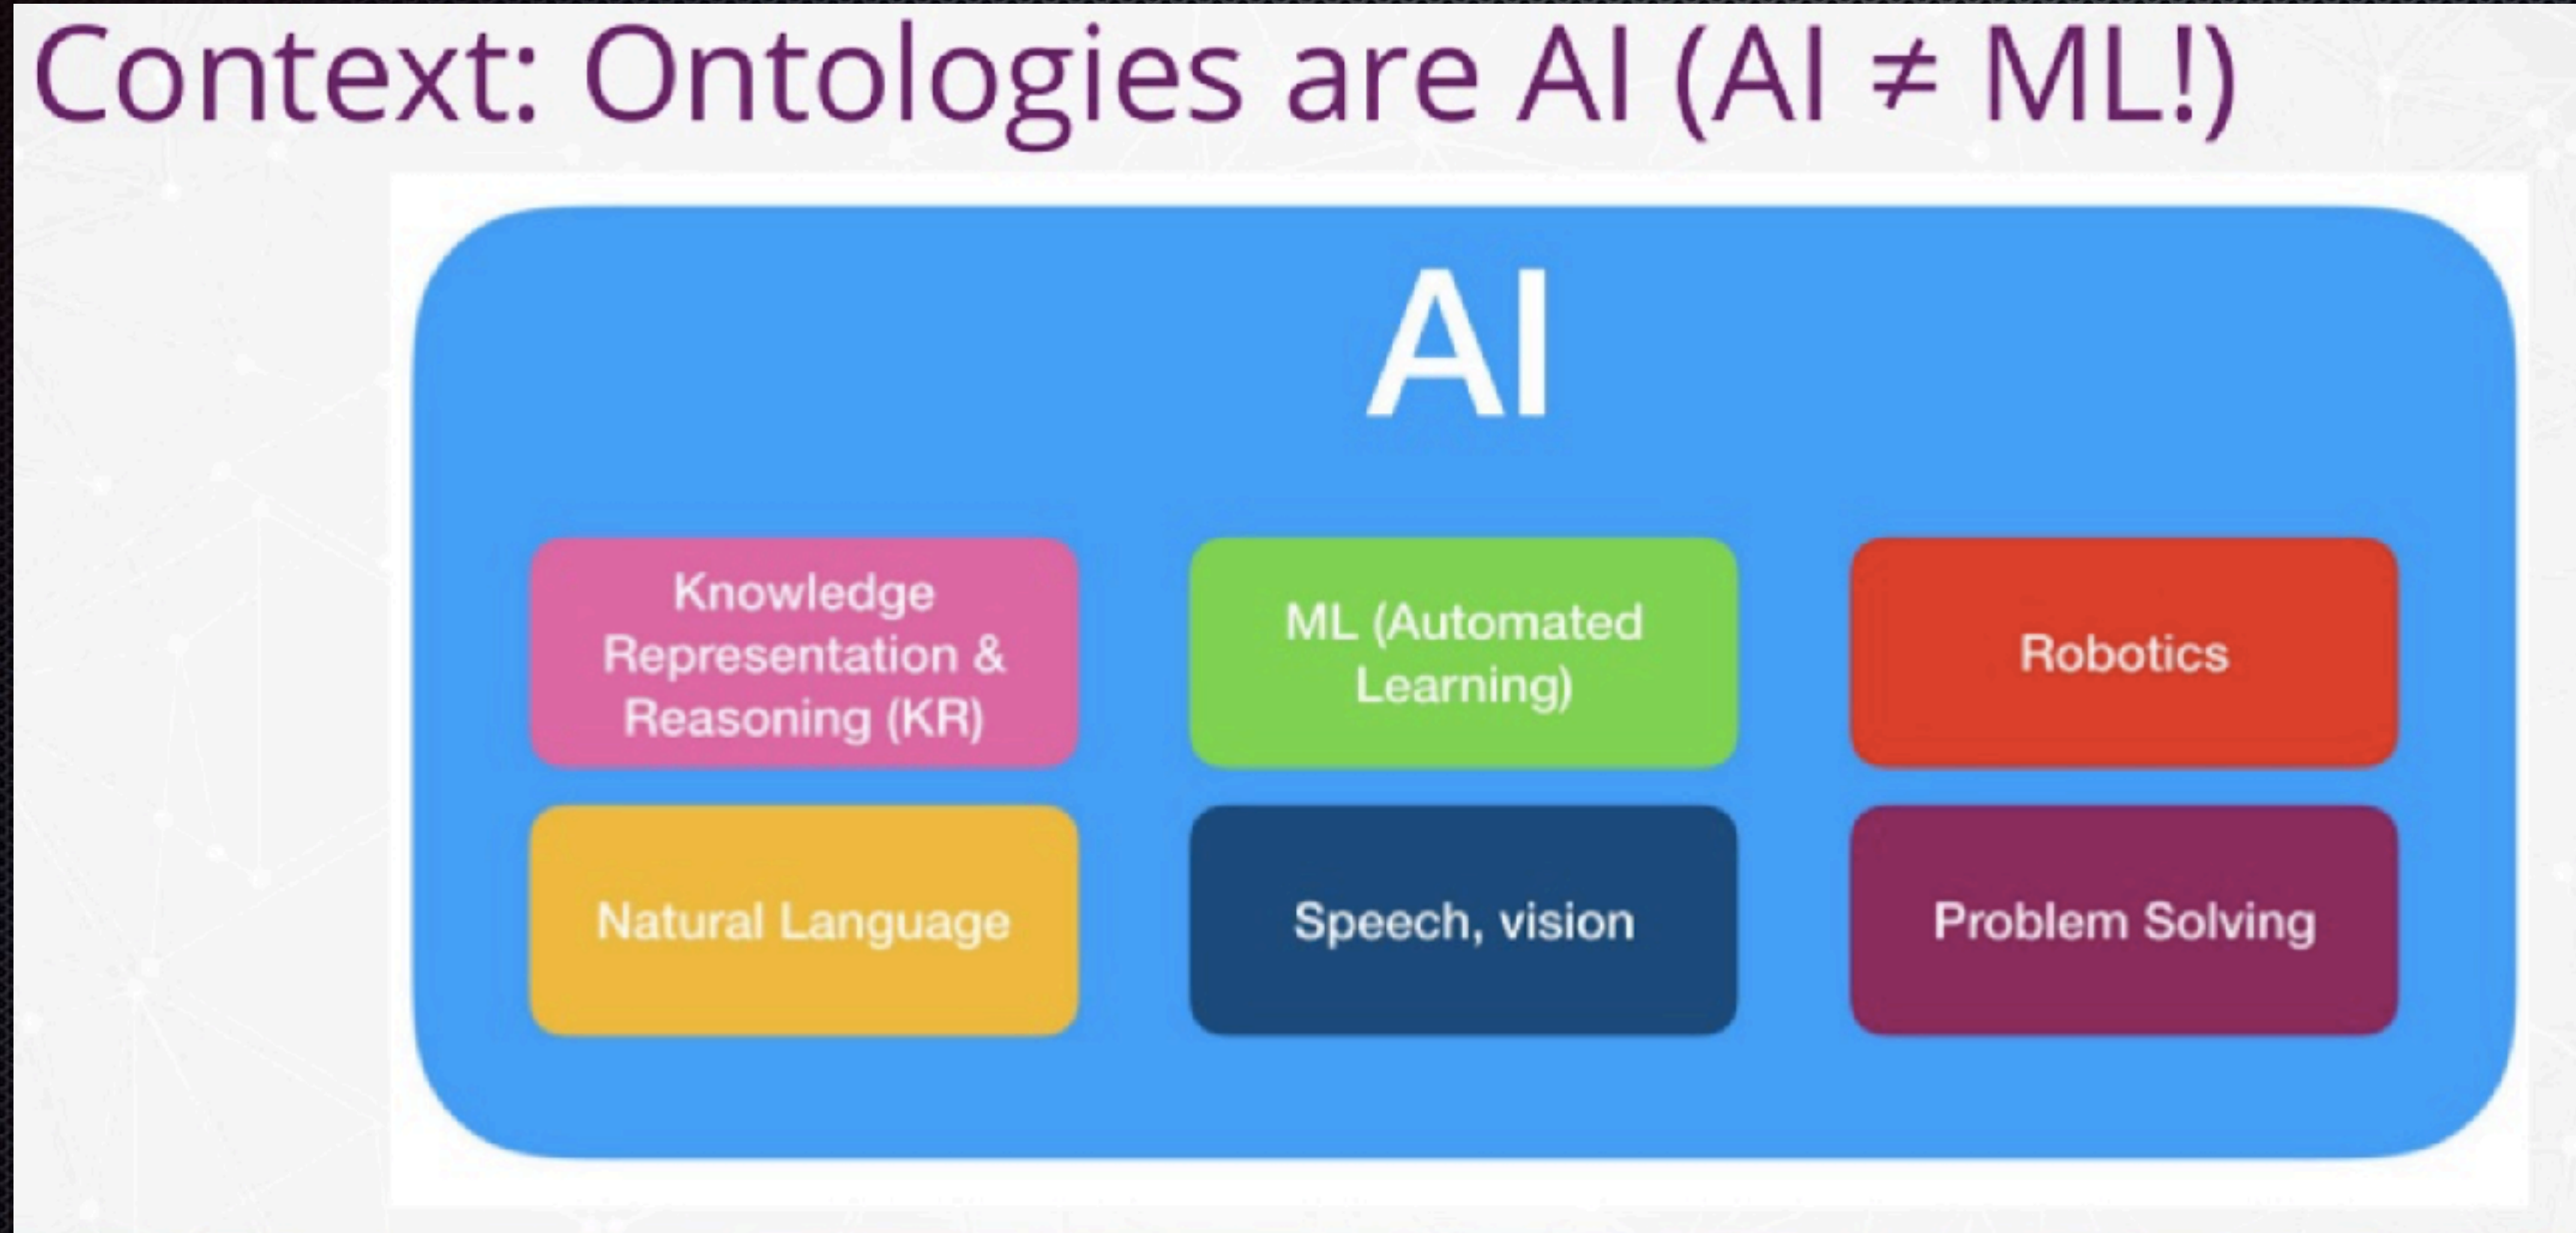 Context: Ontologies are AI (AI ≠ ML!)
AI
Knowledge
Representation &
Reasoning (KR)
ML (Automated
Learning)
Robotics
Natural Language
Speech, vision
Problem Solving